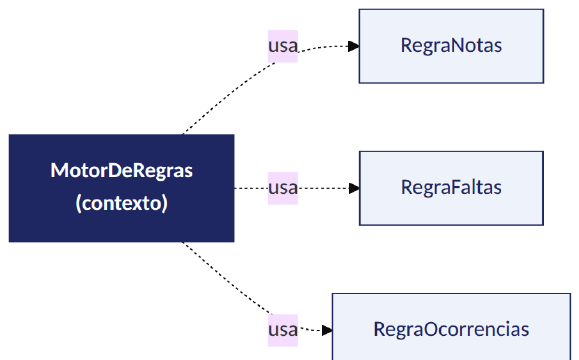 usa
RegraNotas
MotorDeRegras
(contexto)
usa
RegraFaltas
usa
RegraOcorrencias